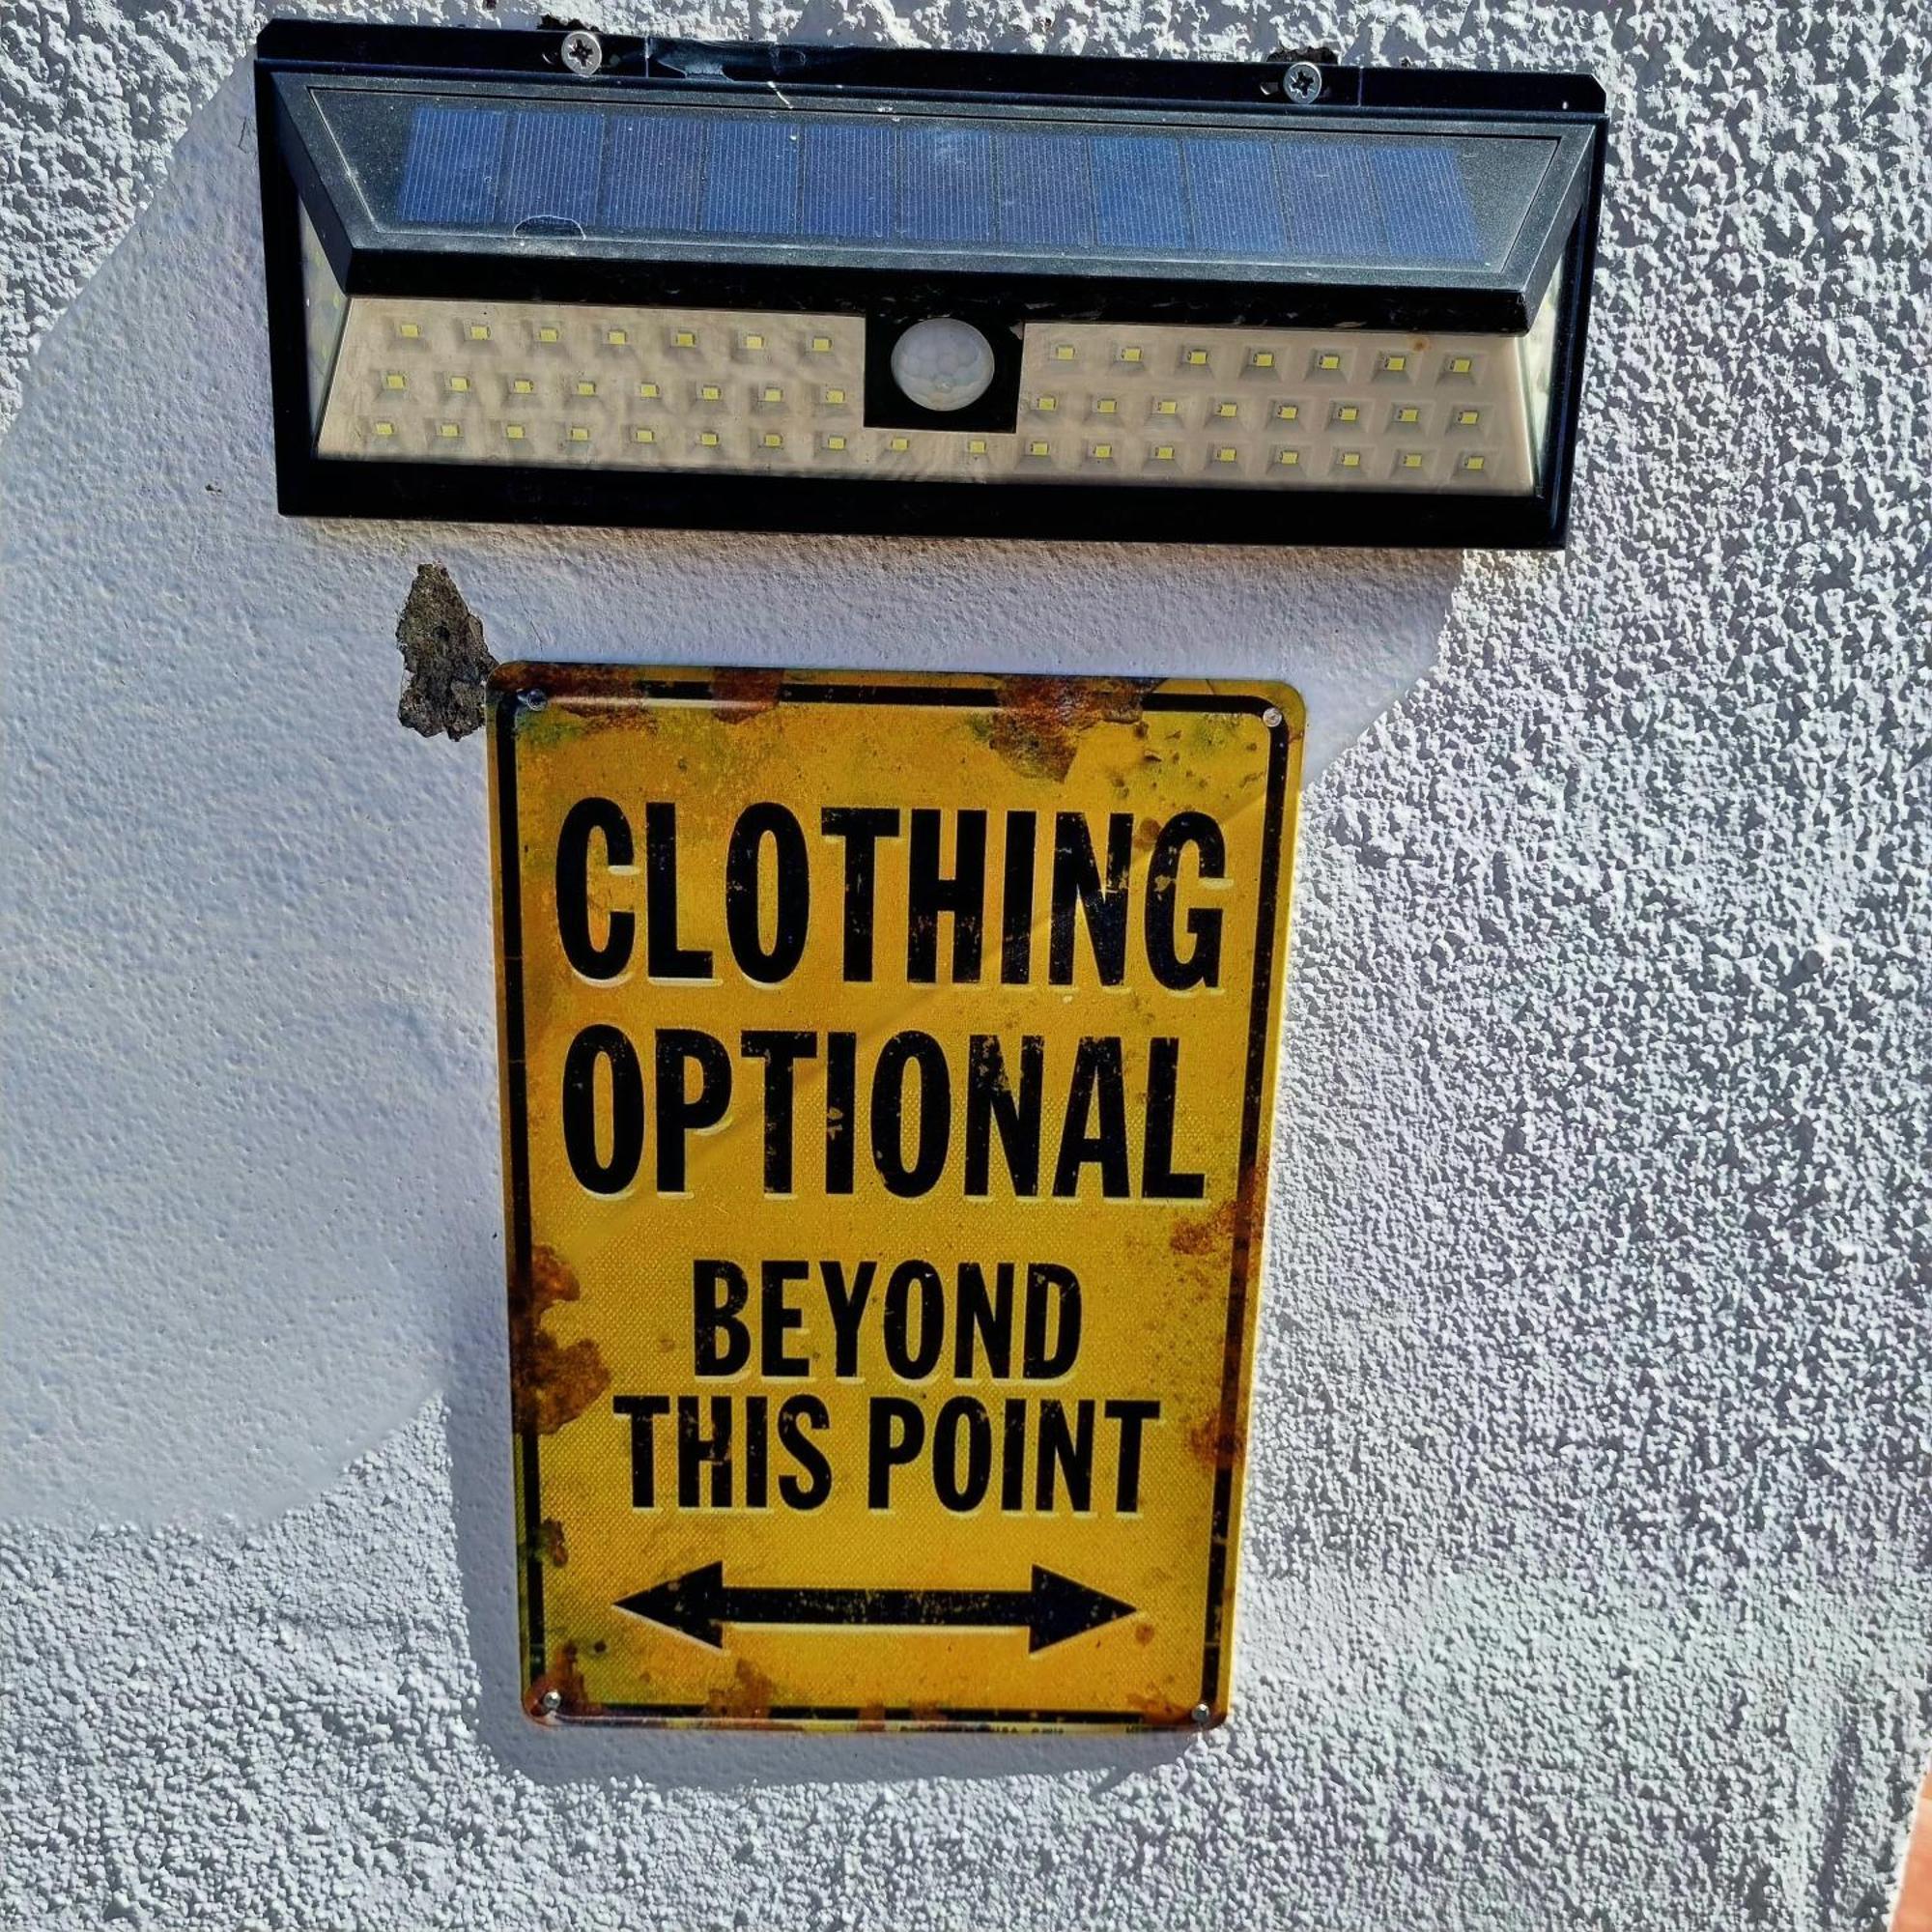 CLOTHING
OPTIONAL
BEYOND
THIS POINT